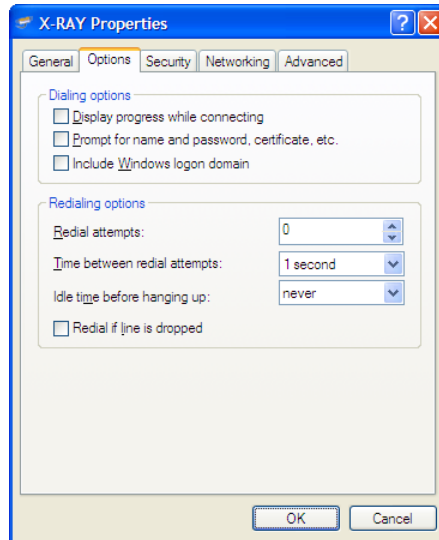 X-RAY Properties
General Options Security Networking Advanced
Dialing options
Display progress while connecting
Prompt for name and password, certificate, etc.
Include Windows logon domain
Redialing options
Redial attempts: 0
Time between redial attempts: 1 second
Idle time before hanging up: never
Redial if line is dropped
OK Cancel